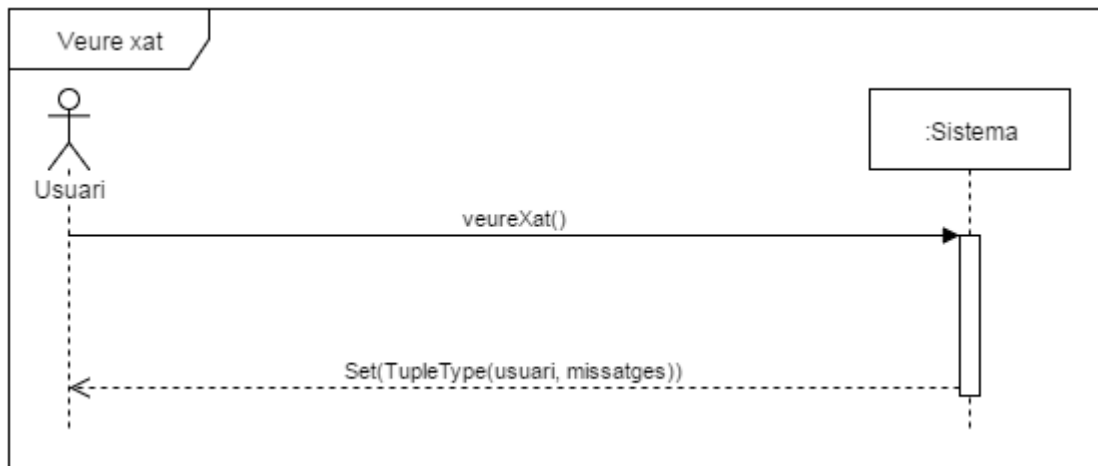 Veure xat
Usuari
:Sistema
veureXat()
Set(TupleType(usuari, missatges))